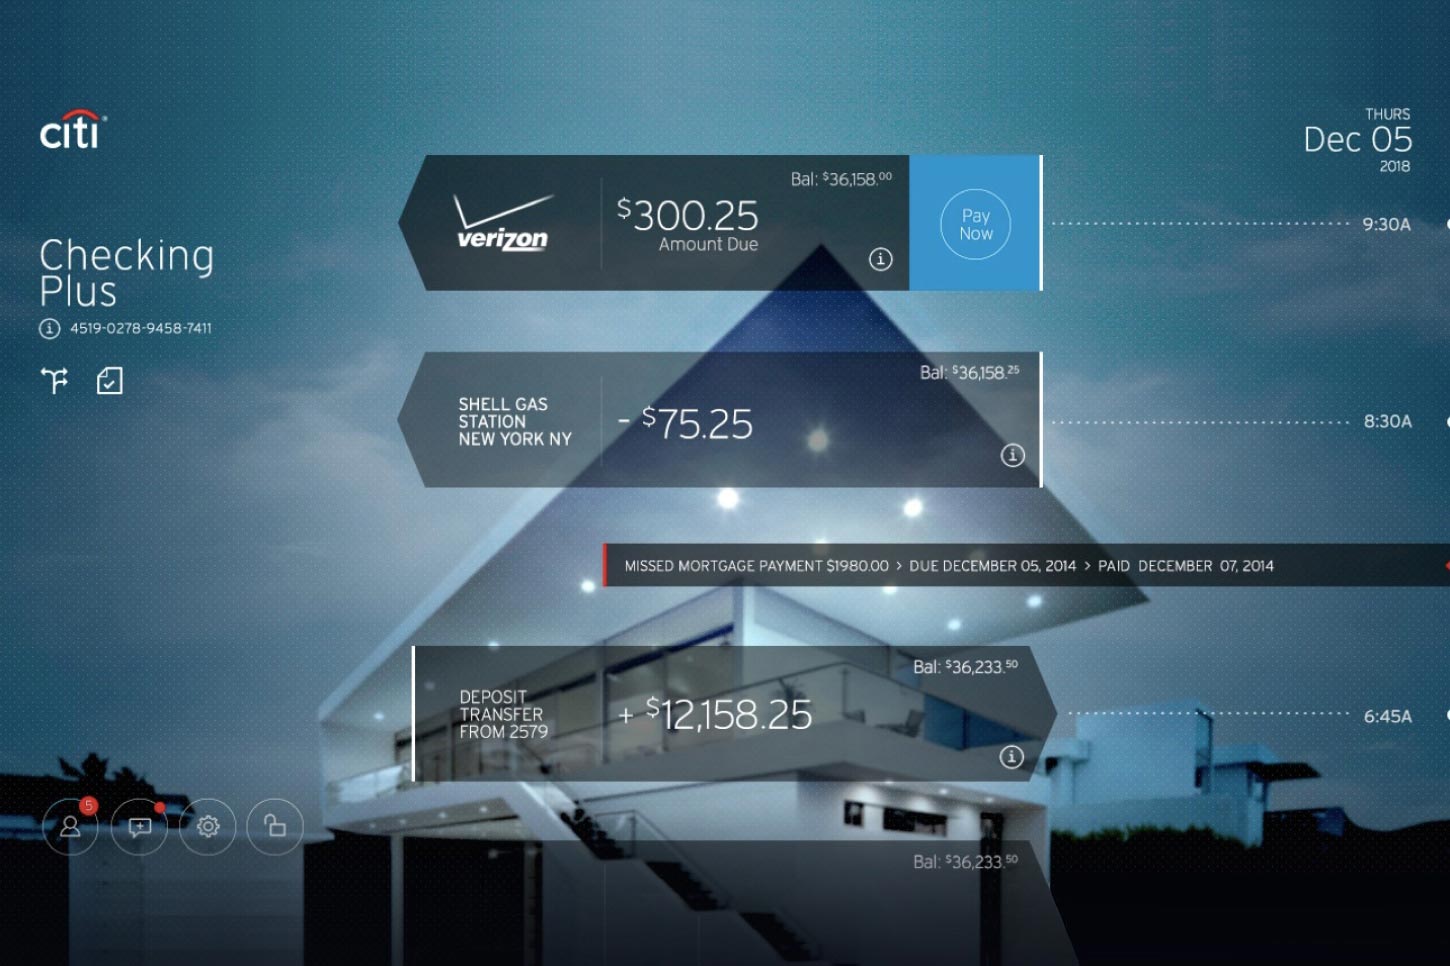 citi
THURS
Dec 05
2018
Checking
Plus
4519-0278-9458-7411
verizon
$300.25
Amount Due
Bal: $36,158.00
Pay
Now
9:30A
SHELL GAS
STATION
NEW YORK NY
- $75.25
Bal: $36,158.25
8:30A
MISSED MORTGAGE PAYMENT $1980.00 > DUE DECEMBER 05, 2014 > PAID DECEMBER 07, 2014
DEPOSIT
TRANSFER
FROM 2579
+ $12,158.25
Bal: $36,233.50
6:45A
5
Bal: $36,233.50